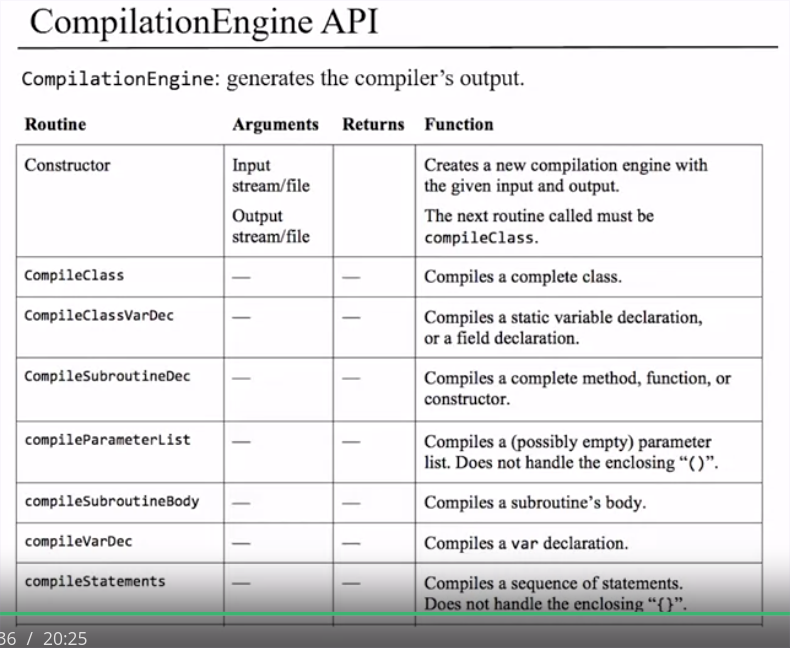 CompilationEngine API
CompilationEngine: generates the compiler's output.
Routine Arguments Returns Function
Constructor
Input
stream/file
Output
stream/file
Creates a new compilation engine with
the given input and output.
The next routine called must be
compileClass.
CompileClass — — Compiles a complete class.
CompileClassVarDec — — Compiles a static variable declaration,
or a field declaration.
CompileSubroutineDec — — Compiles a complete method, function, or
constructor.
compileParameterList — — Compiles a (possibly empty) parameter
list. Does not handle the enclosing “()”.
compileSubroutineBody — — Compiles a subroutine's body.
compileVarDec — — Compiles a var declaration.
compileStatements — — Compiles a sequence of statements.
Does not handle the enclosing “{}”.
36 / 20:25